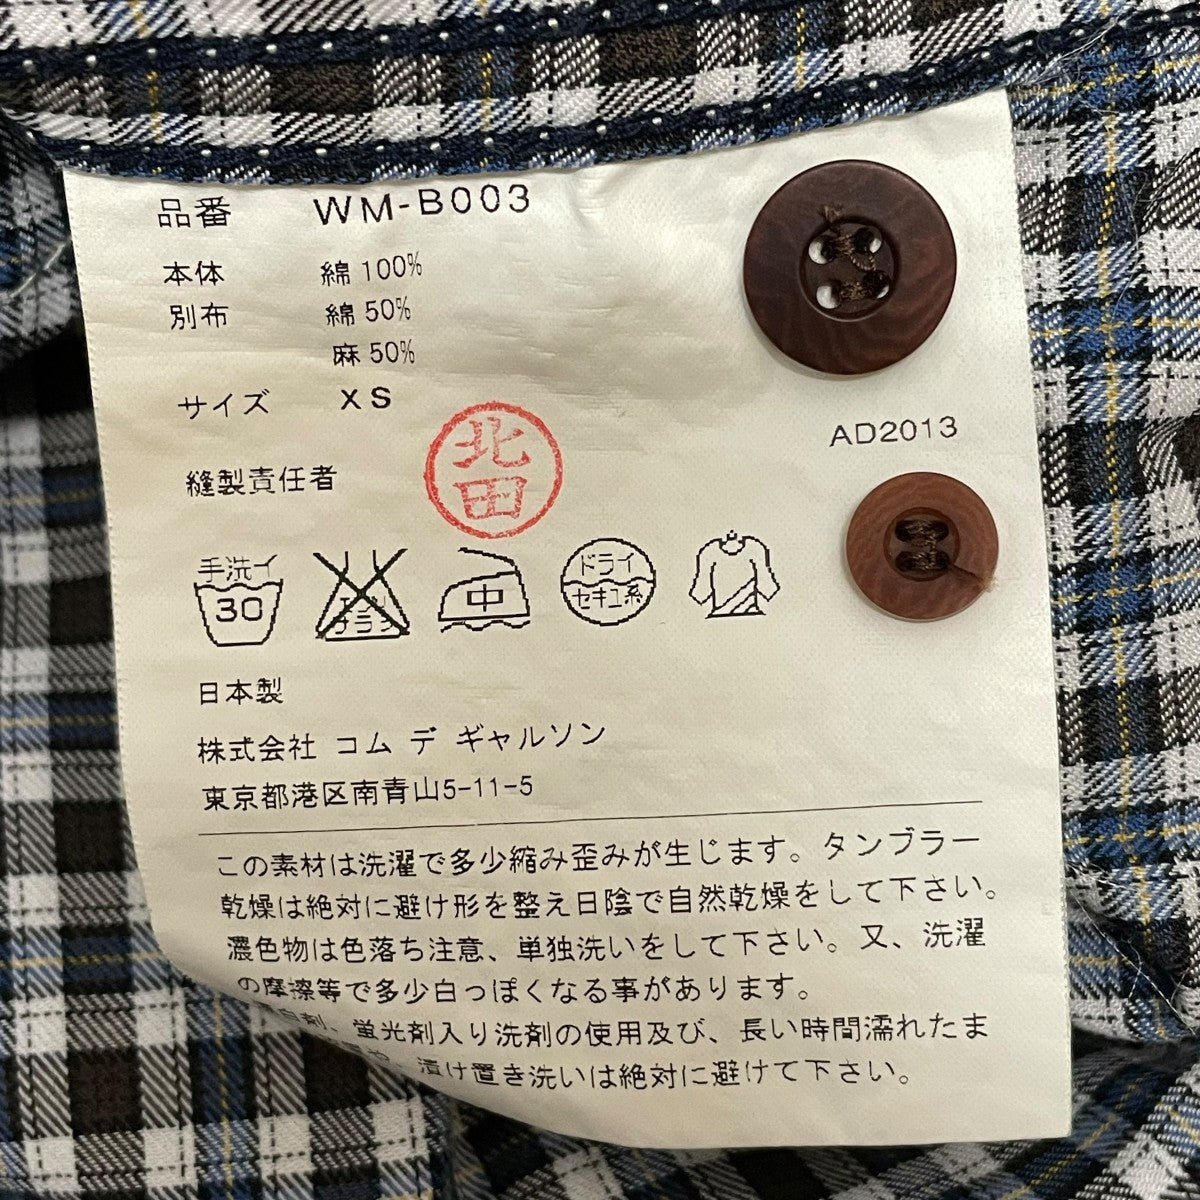 品番 WM-B003
本体 綿 100%
別布 綿 50%
麻 50%
サイズ XS
縫製責任者 北田
AD2013
手洗イ 30 エンソ サラシ 中 ドライ セキユ系
日本製
株式会社 コム デ ギャルソン
東京都港区南青山5-11-5
この素材は洗濯で多少縮み歪みが生じます。タンブラー
乾燥は絶対に避け形を整え日陰で自然乾燥をして下さい。
濃色物は色落ち注意、単独洗いをして下さい。又、洗濯
の摩擦等で多少白っぽくなる事があります。
白剤、蛍光剤入り洗剤の使用及び、長い時間濡れたま
漬け置き洗いは絶対に避けて下さい。